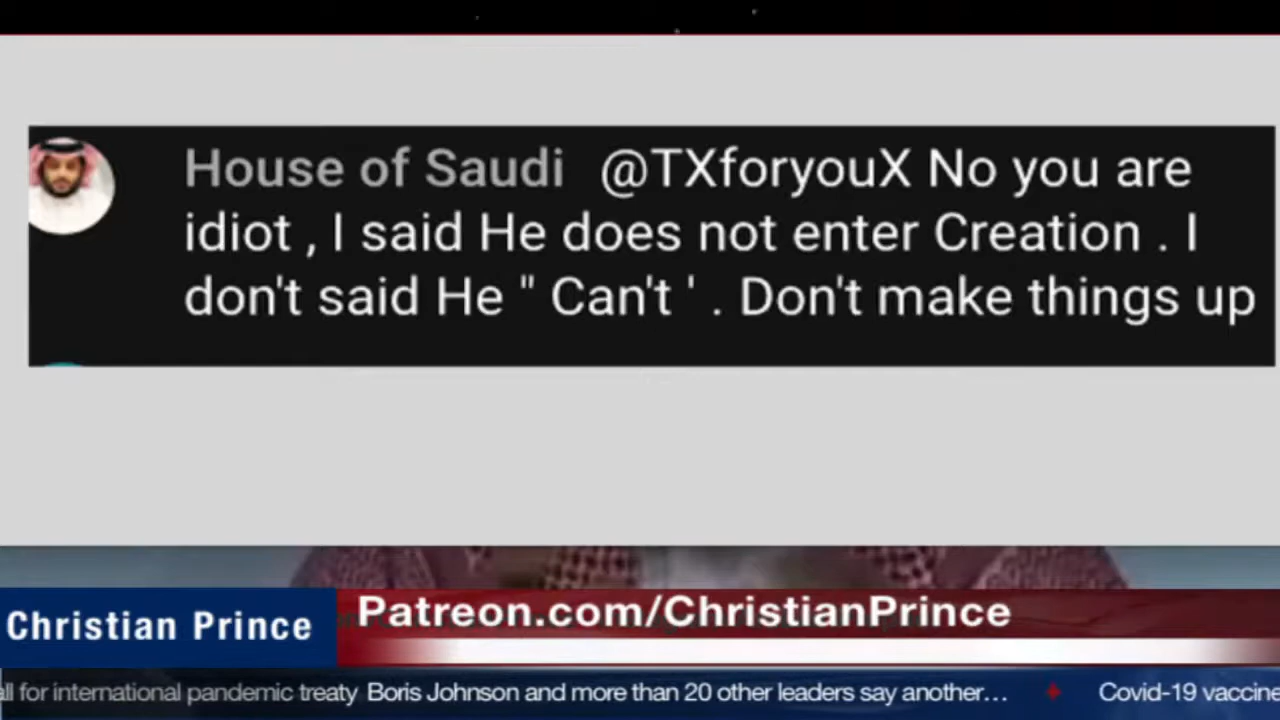 House of Saudi @TXforyouX No you are
idiot , I said He does not enter Creation . I
don't said He " Can't ' . Don't make things up
Christian Prince
Patreon.com/ChristianPrince
all for international pandemic treaty Boris Johnson and more than 20 other leaders say another… Covid-19 vaccine